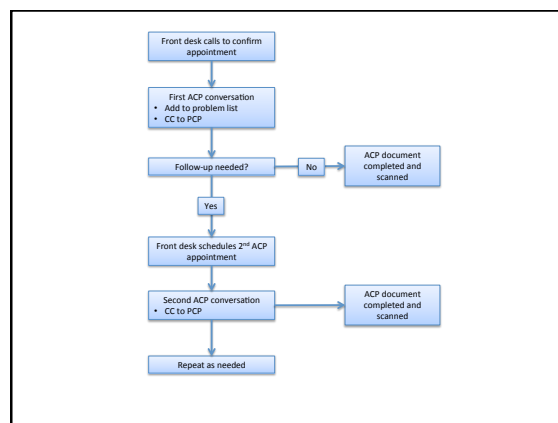 Front desk calls to confirm
appointment
First ACP conversation
• Add to problem list
• CC to PCP
Follow-up needed?
No
ACP document
completed and
scanned
Yes
Front desk schedules 2nd ACP
appointment
Second ACP conversation
• CC to PCP
ACP document
completed and
scanned
Repeat as needed